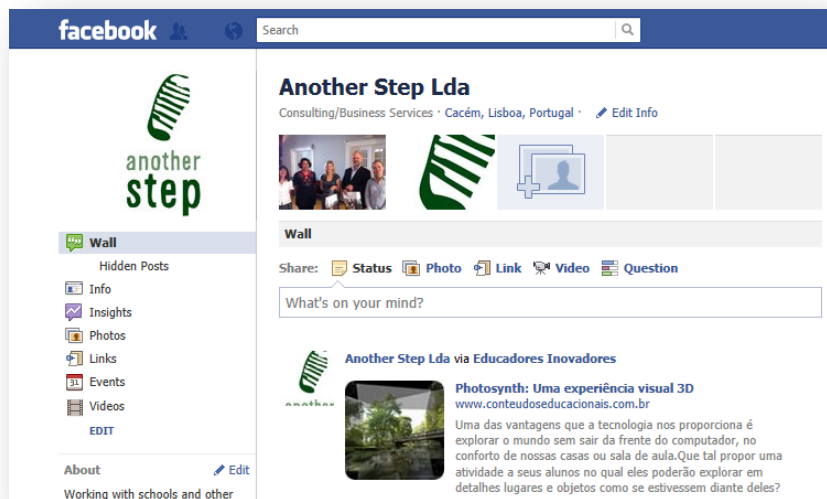 facebook
Search
another
step
Wall
Hidden Posts
Info
Insights
Photos
Links
31 Events
Videos
EDIT
About
Edit
Working with schools and other
Another Step Lda
Consulting/Business Services · Cacém, Lisboa, Portugal · Edit Info
Wall
Share: Status Photo Link Video Question
What's on your mind?
another
Another Step Lda via Educadores Inovadores
Photosynth: Uma experiência visual 3D
www.conteudoseducacionais.com.br
Uma das vantagens que a tecnologia nos proporciona é
explorar o mundo sem sair da frente do computador, no
conforto de nossas casas ou sala de aula.Que tal propor uma
atividade a seus alunos no qual eles poderão explorar em
detalhes lugares e objetos como se estivessem diante deles?